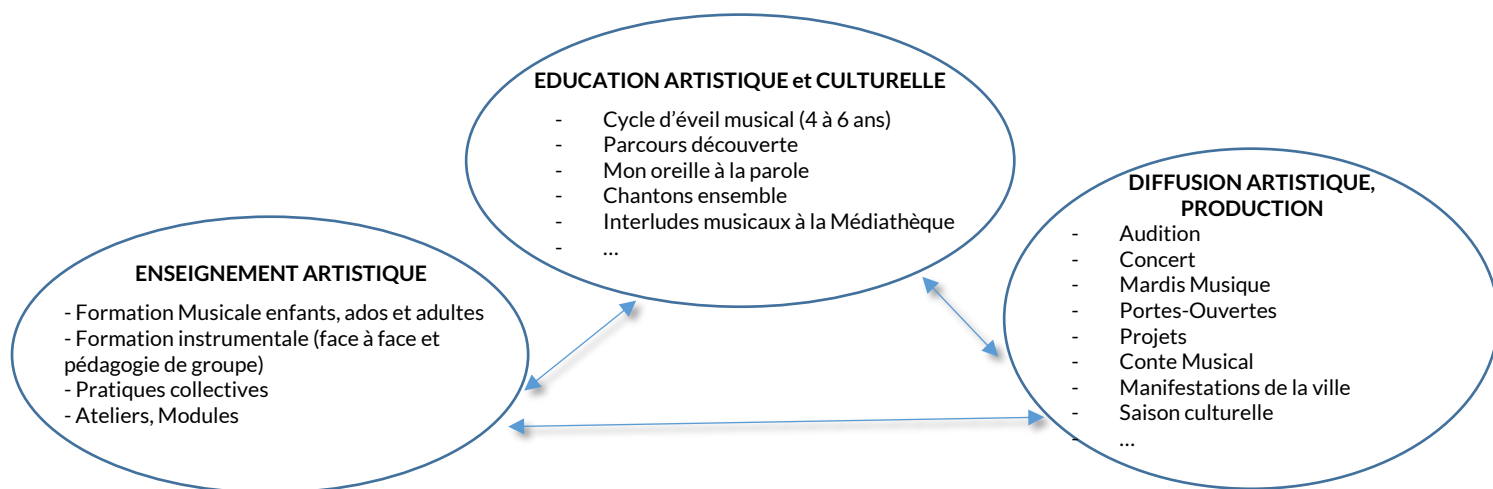 EDUCATION ARTISTIQUE et CULTURELLE
- Cycle d’éveil musical (4 à 6 ans)
- Parcours découverte
- Mon oreille à la parole
- Chantons ensemble
- Interludes musicaux à la Médiathèque
- ...
ENSEIGNEMENT ARTISTIQUE
- Formation Musicale enfants, ados et adultes
- Formation instrumentale (face à face et
pédagogie de groupe)
- Pratiques collectives
- Ateliers, Modules
DIFFUSION ARTISTIQUE,
PRODUCTION
- Audition
- Concert
- Mardis Musique
- Portes-Ouvertes
- Projets
- Conte Musical
- Manifestations de la ville
- Saison culturelle
- ...